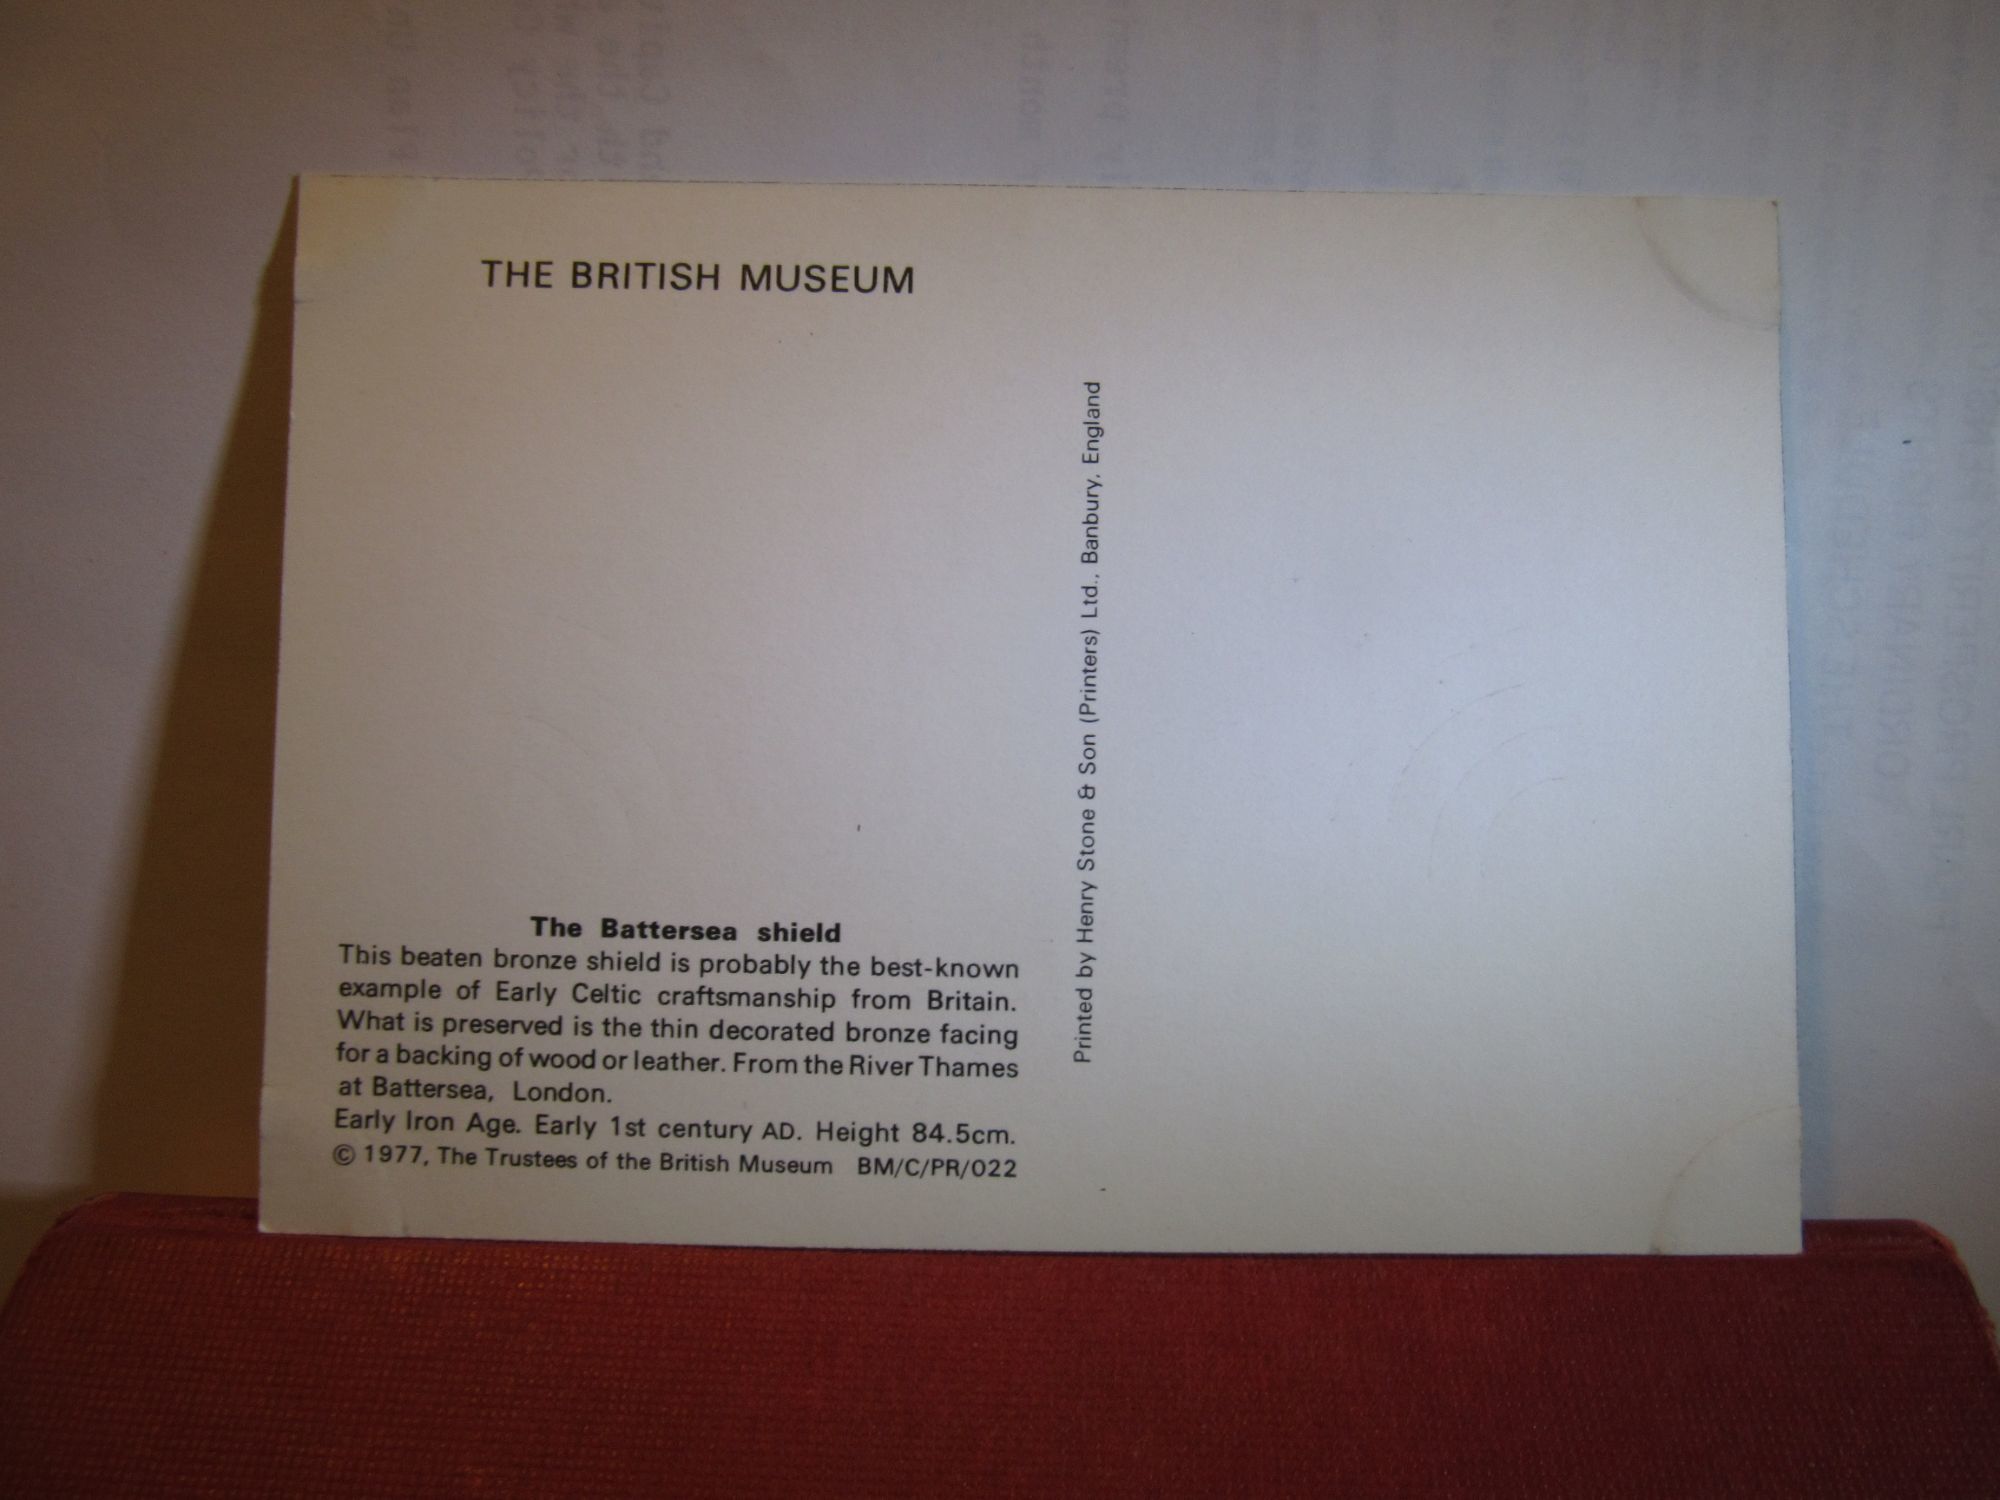 THE BRITISH MUSEUM
The Battersea shield
This beaten bronze shield is probably the best-known
example of Early Celtic craftsmanship from Britain.
What is preserved is the thin decorated bronze facing
for a backing of wood or leather. From the River Thames
at Battersea, London.
Early Iron Age. Early 1st century AD. Height 84.5cm.
© 1977, The Trustees of the British Museum BM/C/PR/022
Printed by Henry Stone & Son (Printers) Ltd., Banbury, England